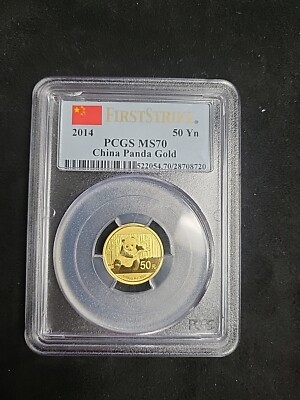 FIRSTSTRIKE
2014 50 Yn
PCGS MS70
China Panda Gold
522054.70/28708720
50